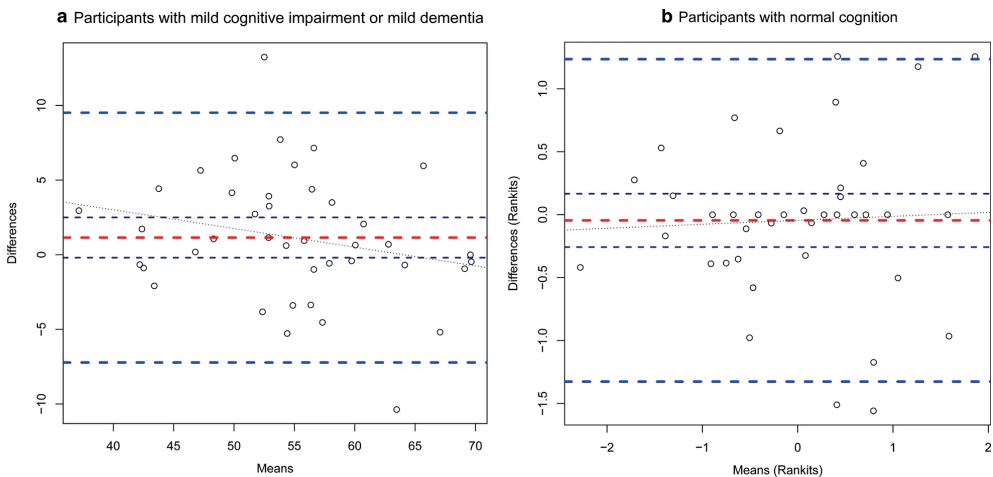 a Participants with mild cognitive impairment or mild dementia
10
5
0
−5
−10
Differences
40 45 50 55 60 65 70
Means
b Participants with normal cognition
1.0
0.5
0.0
−0.5
−1.0
−1.5
Differences (Rankits)
−2 −1 0 1 2
Means (Rankits)